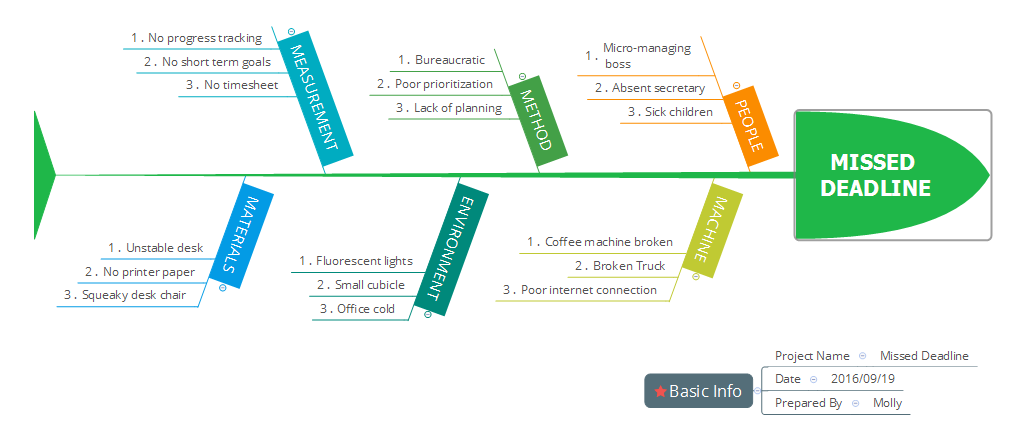 MEASUREMENT
1. No progress tracking
2. No short term goals
3. No timesheet
METHOD
1. Bureaucratic
2. Poor prioritization
3. Lack of planning
PEOPLE
1. Micro-managing
boss
2. Absent secretary
3. Sick children
MISSED
DEADLINE
MATERIALS
1. Unstable desk
2. No printer paper
3. Squeaky desk chair
ENVIRONMENT
1. Fluorescent lights
2. Small cubicle
3. Office cold
MACHINE
1. Coffee machine broken
2. Broken Truck
3. Poor internet connection
Basic Info
Project Name Missed Deadline
Date 2016/09/19
Prepared By Molly